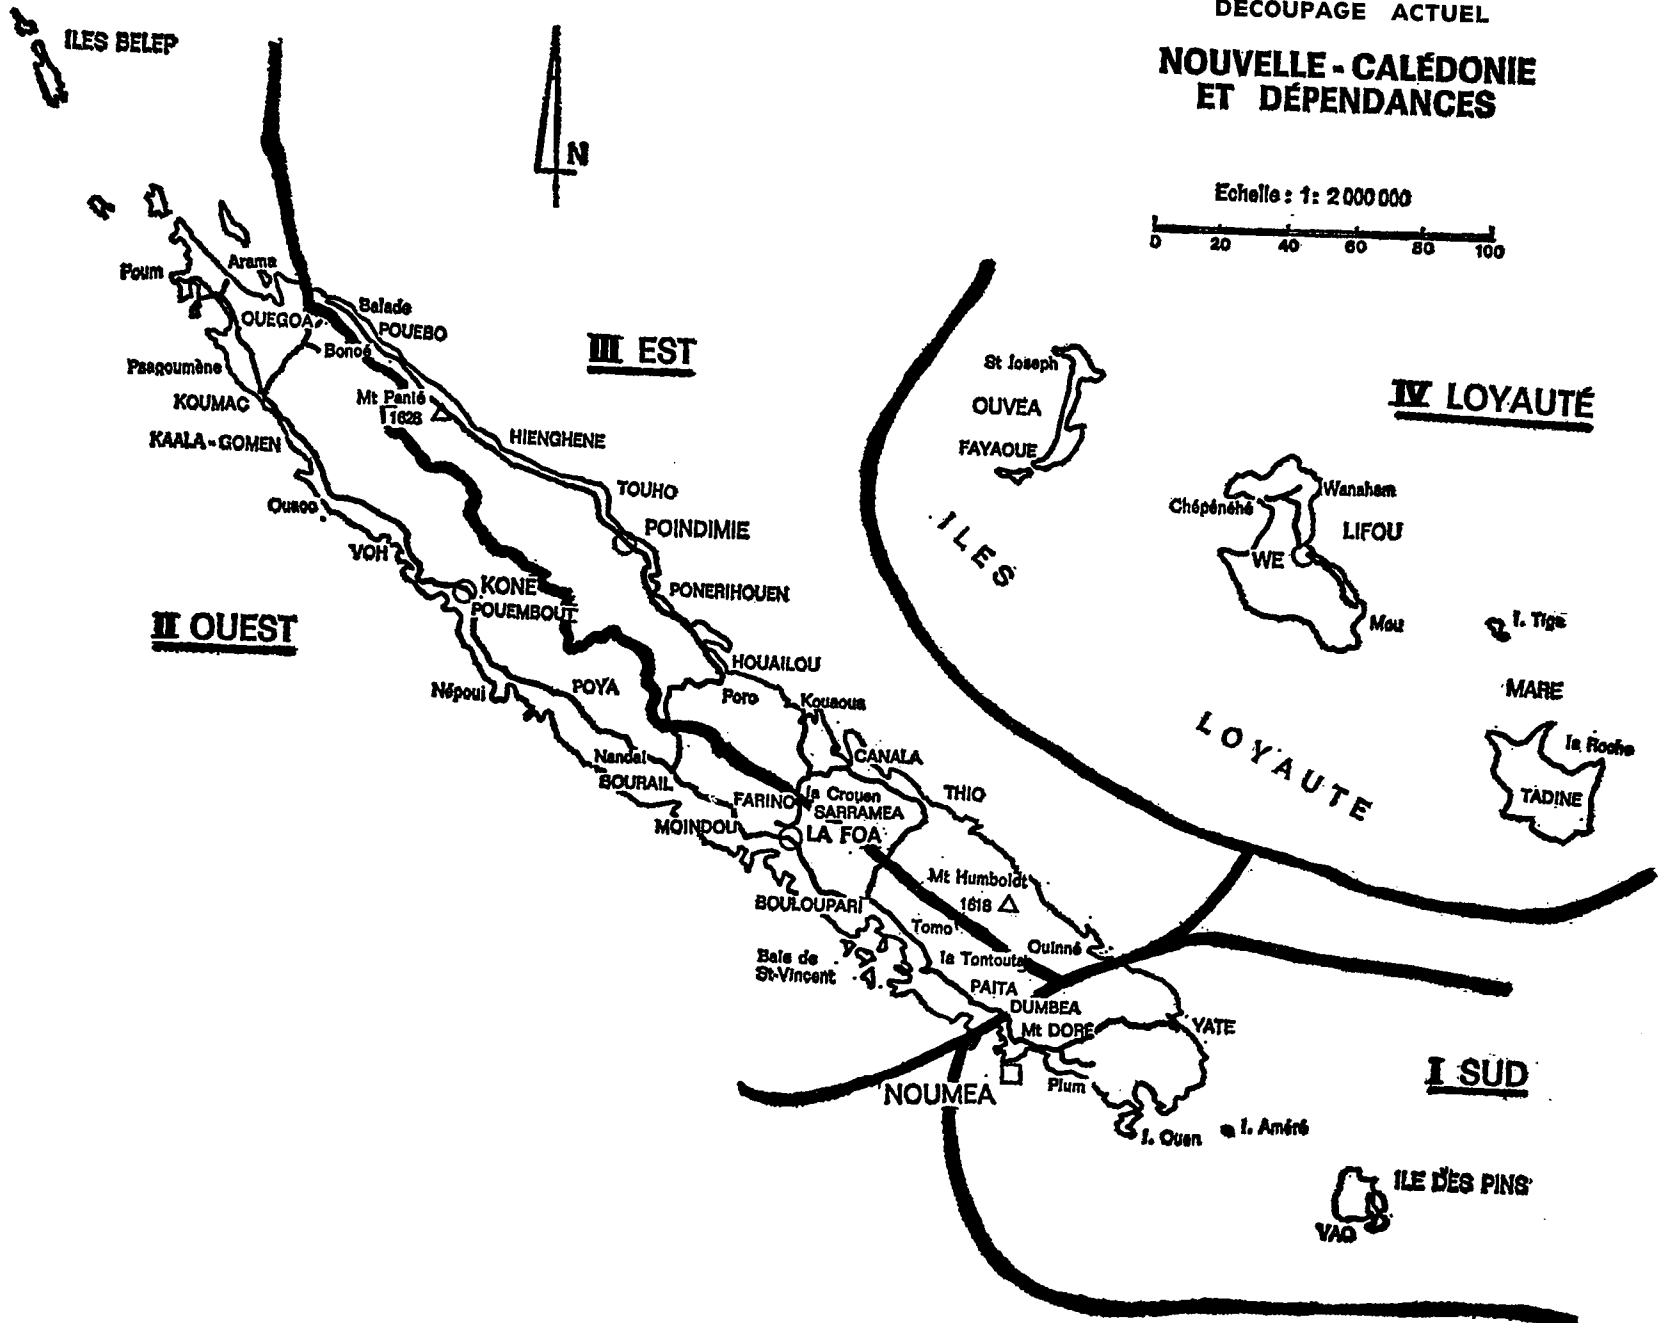 DECOUPAGE ACTUEL
NOUVELLE - CALÉDONIE
ET DÉPENDANCES
Echelle : 1 : 2 000 000
0 20 40 60 80 100
ILES BELEP
N
Poum
Arama
OUEGOA
Balade
POUEBO
Bonoé
III EST
Paagoumène
KOUMAC
KAALA - GOMEN
Mt Panié
1628
HIENGHENE
TOUHO
POINDIMIE
Ouaco
VOH
KONE
POUEMBOUT
PONERIHOUEN
II OUEST
HOUAILOU
Népoui
POYA
Poro
Kouaoua
CANALA
Nandaï
BOURAIL
FARINO
la Crouen
SARRAMEA
THIO
MOINDOU
LA FOA
Mt Humboldt
1618
BOULOUPARI
Tomo
Ouinné
la Tontouta
Baie de
St-Vincent
PAITA
DUMBEA
Mt DORE
YATE
NOUMEA
Plum
I. Ouen
I. Améré
I SUD
ILE DES PINS
VAO
ILES
LOYAUTE
St Joseph
OUVEA
FAYAOUE
IV LOYAUTÉ
Wanaham
Chépénéhé
LIFOU
WE
Mou
I. Tiga
MARE
la Roche
TADINE